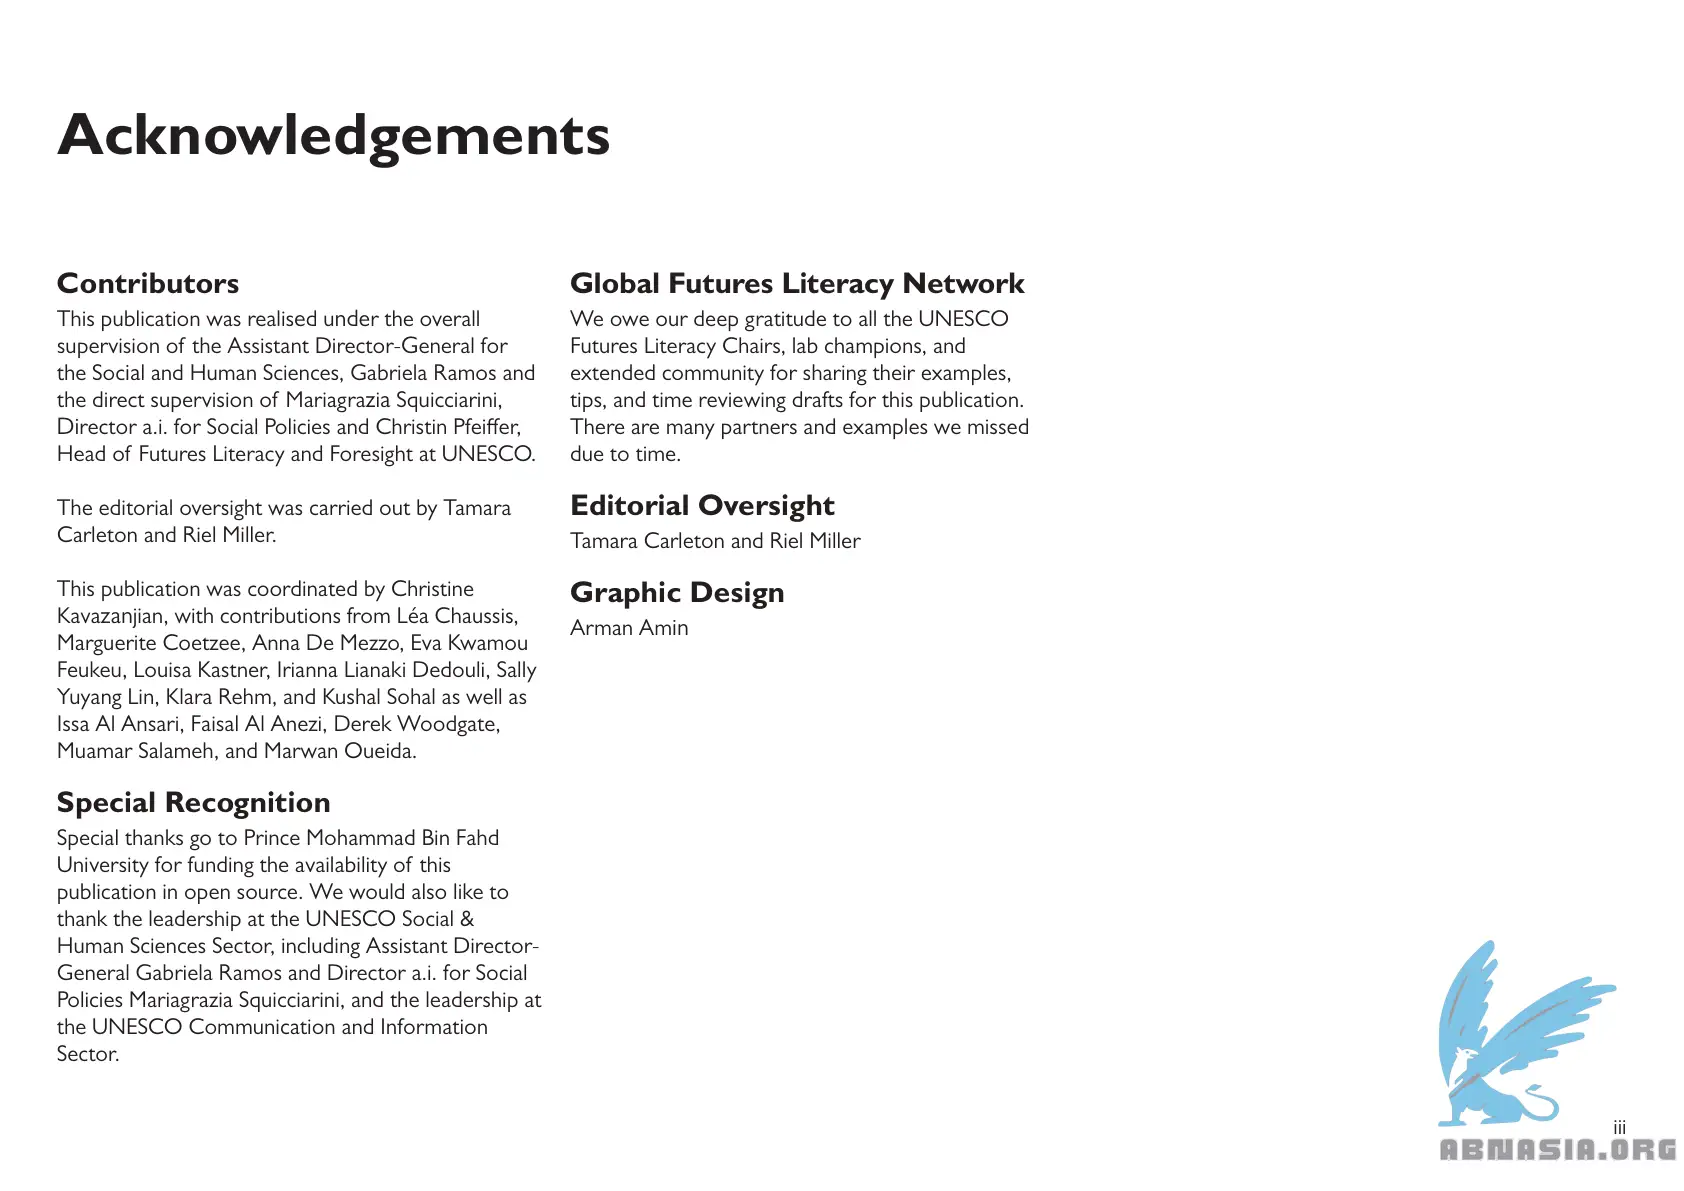 Acknowledgements
Contributors
This publication was realised under the overall
supervision of the Assistant Director-General for
the Social and Human Sciences, Gabriela Ramos and
the direct supervision of Mariagrazia Squicciarini,
Director a.i. for Social Policies and Christin Pfeiffer,
Head of Futures Literacy and Foresight at UNESCO.
The editorial oversight was carried out by Tamara
Carleton and Riel Miller.
This publication was coordinated by Christine
Kavazanjian, with contributions from Léa Chaussis,
Marguerite Coetzee, Anna De Mezzo, Eva Kwamou
Feukeu, Louisa Kastner, Irianna Lianaki Dedouli, Sally
Yuyang Lin, Klara Rehm, and Kushal Sohal as well as
Issa Al Ansari, Faisal Al Anezi, Derek Woodgate,
Muamar Salameh, and Marwan Oueida.
Special Recognition
Special thanks go to Prince Mohammad Bin Fahd
University for funding the availability of this
publication in open source. We would also like to
thank the leadership at the UNESCO Social &
Human Sciences Sector, including Assistant Director-
General Gabriela Ramos and Director a.i. for Social
Policies Mariagrazia Squicciarini, and the leadership at
the UNESCO Communication and Information
Sector.
Global Futures Literacy Network
We owe our deep gratitude to all the UNESCO
Futures Literacy Chairs, lab champions, and
extended community for sharing their examples,
tips, and time reviewing drafts for this publication.
There are many partners and examples we missed
due to time.
Editorial Oversight
Tamara Carleton and Riel Miller
Graphic Design
Arman Amin
iii
ABNASIA.ORG